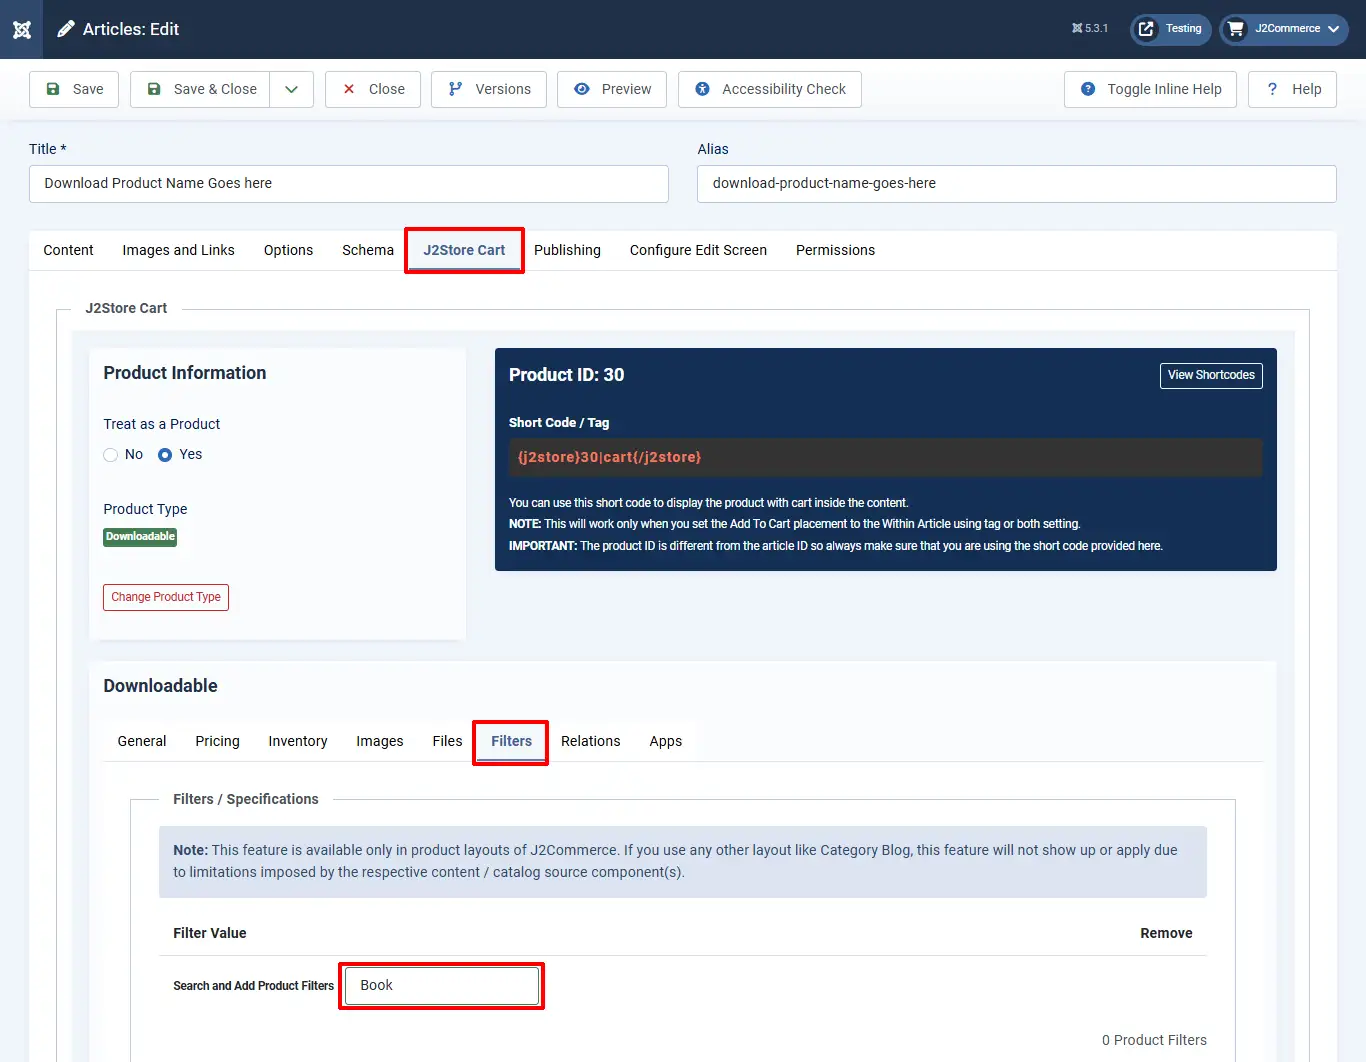 Articles: Edit
5.3.1
Testing
J2Commerce
Save
Save & Close
Close
Versions
Preview
Accessibility Check
Toggle Inline Help
? Help
Title *
Alias
Download Product Name Goes here
download-product-name-goes-here
Content
Images and Links
Options
Schema
J2Store Cart
Publishing
Configure Edit Screen
Permissions
J2Store Cart
Product Information
Treat as a Product
No
Yes
Product Type
Downloadable
Change Product Type
Product ID: 30
View Shortcodes
Short Code / Tag
{j2store}30|cart{/j2store}
You can use this short code to display the product with cart inside the content.
NOTE: This will work only when you set the Add To Cart placement to the Within Article using tag or both setting.
IMPORTANT: The product ID is different from the article ID so always make sure that you are using the short code provided here.
Downloadable
General
Pricing
Inventory
Images
Files
Filters
Relations
Apps
Filters / Specifications
Note: This feature is available only in product layouts of J2Commerce. If you use any other layout like Category Blog, this feature will not show up or apply due
to limitations imposed by the respective content / catalog source component(s).
Filter Value
Remove
Search and Add Product Filters
Book
0 Product Filters